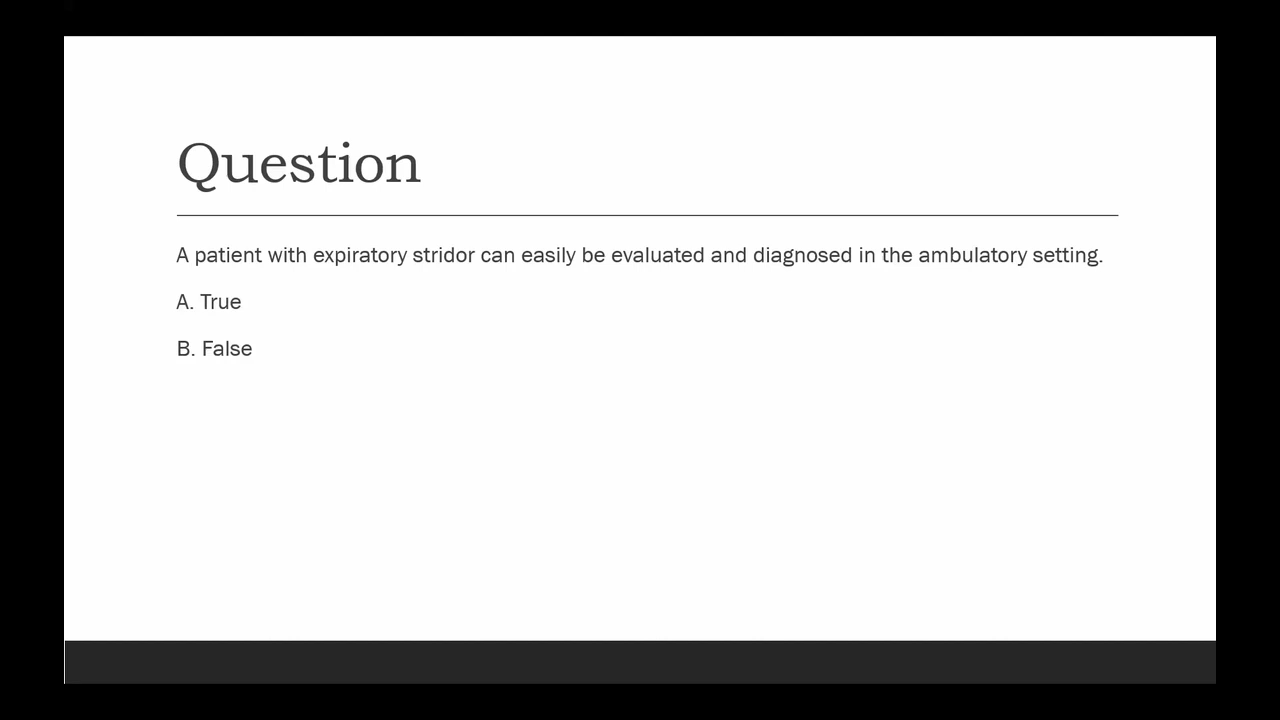 Question
A patient with expiratory stridor can easily be evaluated and diagnosed in the ambulatory setting.
A. True
B. False